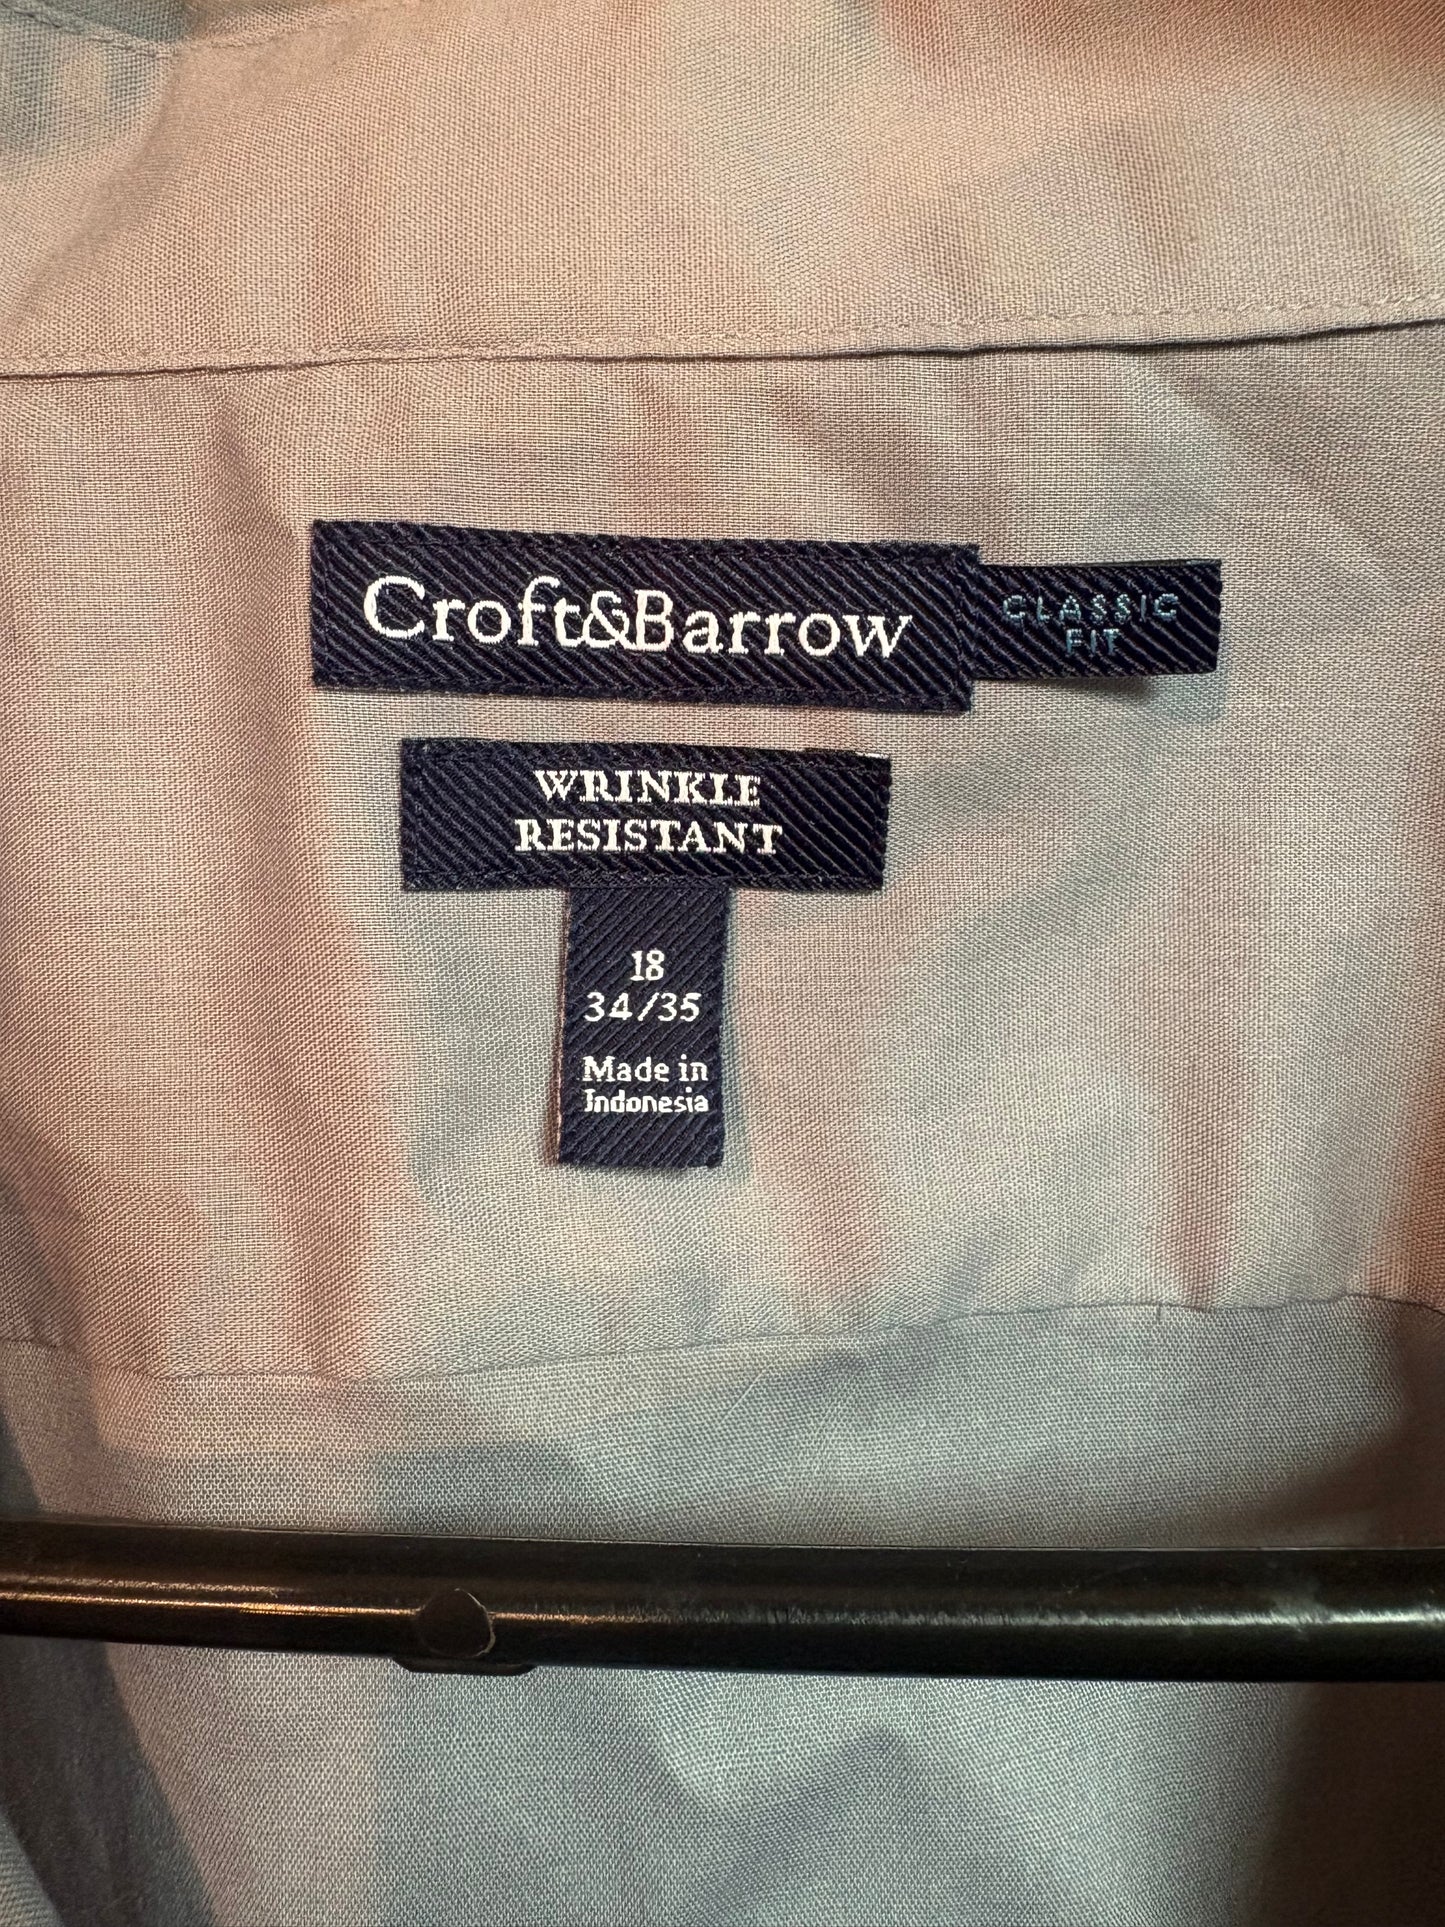 Croft&Barrow
CLASSIC
FIT
WRINKLE
RESISTANT
18
34/35
Made in
Indonesia